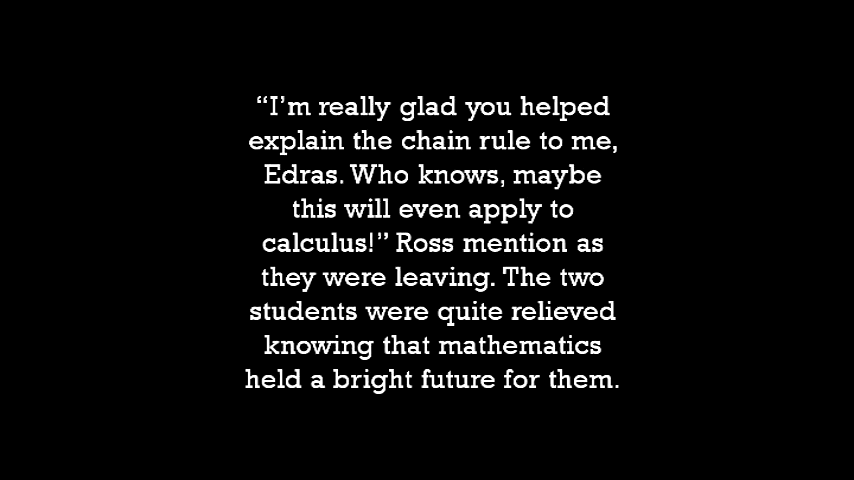 “I’m really glad you helped
explain the chain rule to me,
Edras. Who knows, maybe
this will even apply to
calculus!” Ross mention as
they were leaving. The two
students were quite relieved
knowing that mathematics
held a bright future for them.